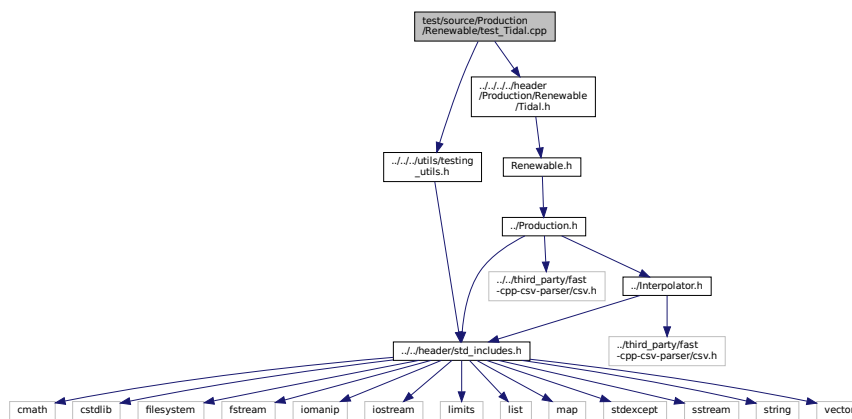 test/source/Production
/Renewable/test_Tidal.cpp
../../../../header
/Production/Renewable
/Tidal.h
../../../utils/testing
_utils.h
Renewable.h
../Production.h
../../third_party/fast
-cpp-csv-parser/csv.h
../Interpolator.h
../third_party/fast
-cpp-csv-parser/csv.h
../../header/std_includes.h
cmath
cstdlib
filesystem
fstream
iomanip
iostream
limits
list
map
stdexcept
sstream
string
vector